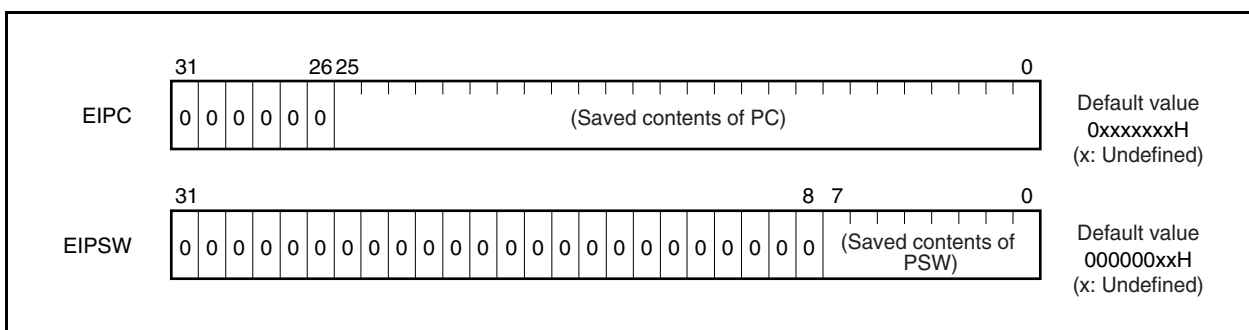 31 26 25 0
EIPC 0 0 0 0 0 0 (Saved contents of PC) Default value
0xxxxxxxH
(x: Undefined)
31 8 7 0
EIPSW 0 0 0 0 0 0 0 0 0 0 0 0 0 0 0 0 0 0 0 0 0 0 0 0 (Saved contents of Default value
PSW) 000000xxH
(x: Undefined)